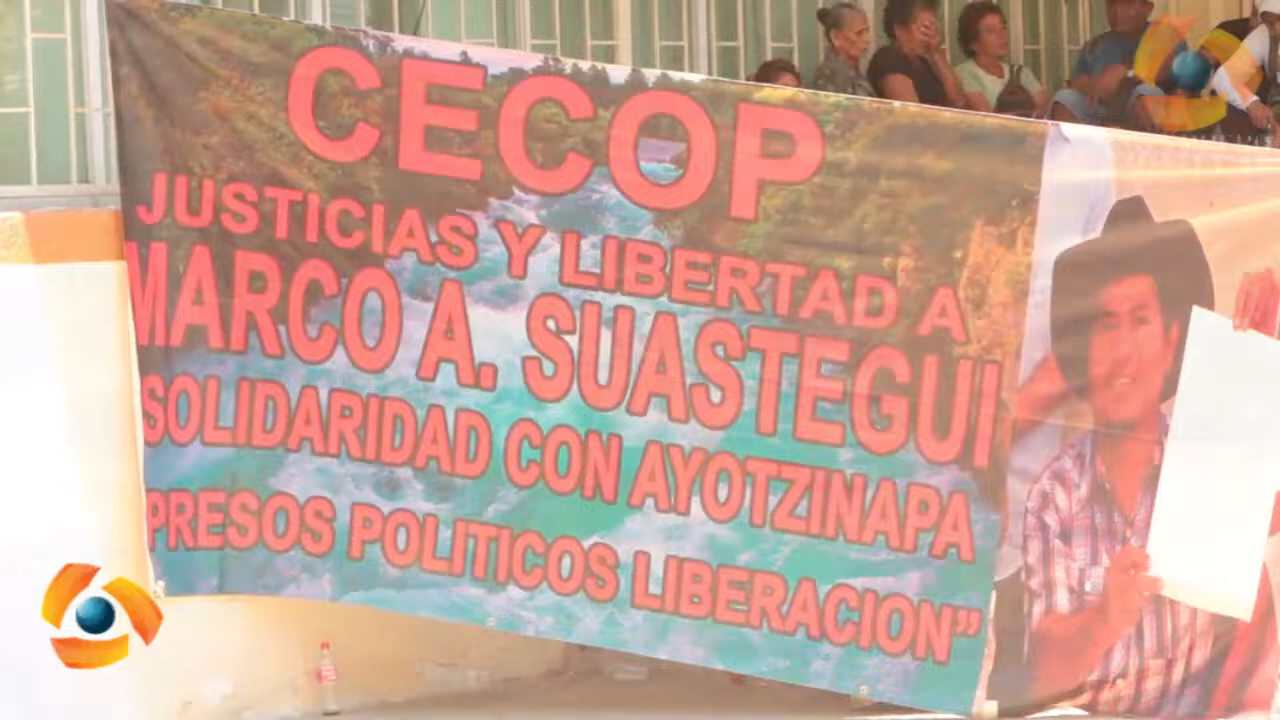 CECOP
JUSTICIAS Y LIBERTAD A
MARCO A. SUASTEGUI
SOLIDARIDAD CON AYOTZINAPA
PRESOS POLITICOS LIBERACION”